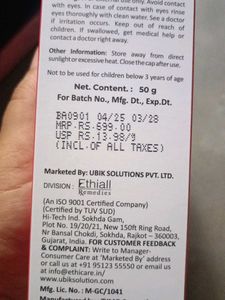 use only. Avoid contact
with eyes. In case of contact with eyes rinse
eyes thoroughly with clean water. See a doctor
if irritation occurs. Keep out of reach of
children. If swallowed, get medical help or
contact a doctor right away.
Other Information: Store away from direct
sunlight or excessive heat. Close the cap after use.
Not to be used for children below 3 years of age
Net. Content.: 50 g
For Batch No., Mfg. Dt., Exp.Dt.
BA0901 04/25 03/28
MRP.RS.699.00
USP RS.13.98/g
(INCL.OF ALL TAXES)
Marketed By: UBIK SOLUTIONS PVT. LTD.
DIVISION: Ethiall
Remedies
(An ISO 9001 Certified Company)
(Certified by TUV SUD)
Hi-Tech Ind. Sokhda Gam,
Plot No. 19/20/21, New 150ft Ring Road,
Nr Bansal Chokdi, Sokhda, Rajkot – 360003,
Gujarat, India. FOR CUSTOMER FEEDBACK
& COMPLAINT: Write to Manager
Consumer Care at 'Marketed By' address
or call us at +91 95123 55550 or email us
at info@ethicare.in/
www.ubiksolution.com
Mfg. Lic. No.: M-GC/1041